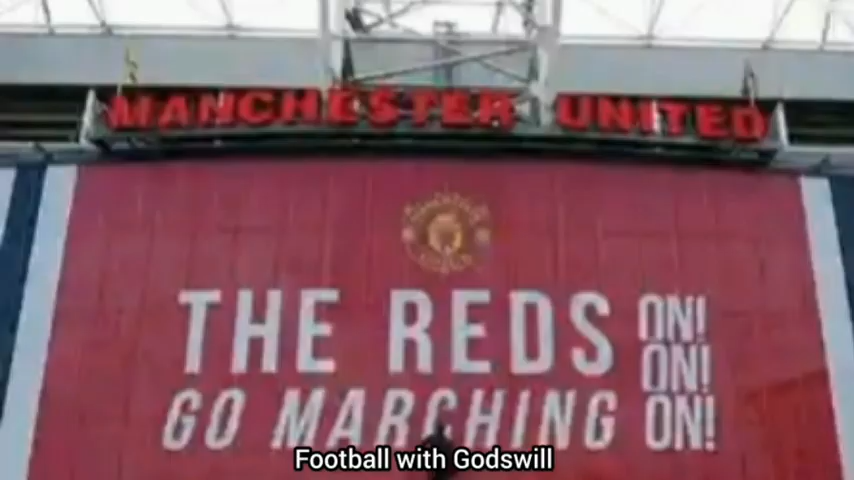 MANCHESTER UNITED
THE REDS
GO MARCHING
ON!
ON!
ON!
Football with Godswill